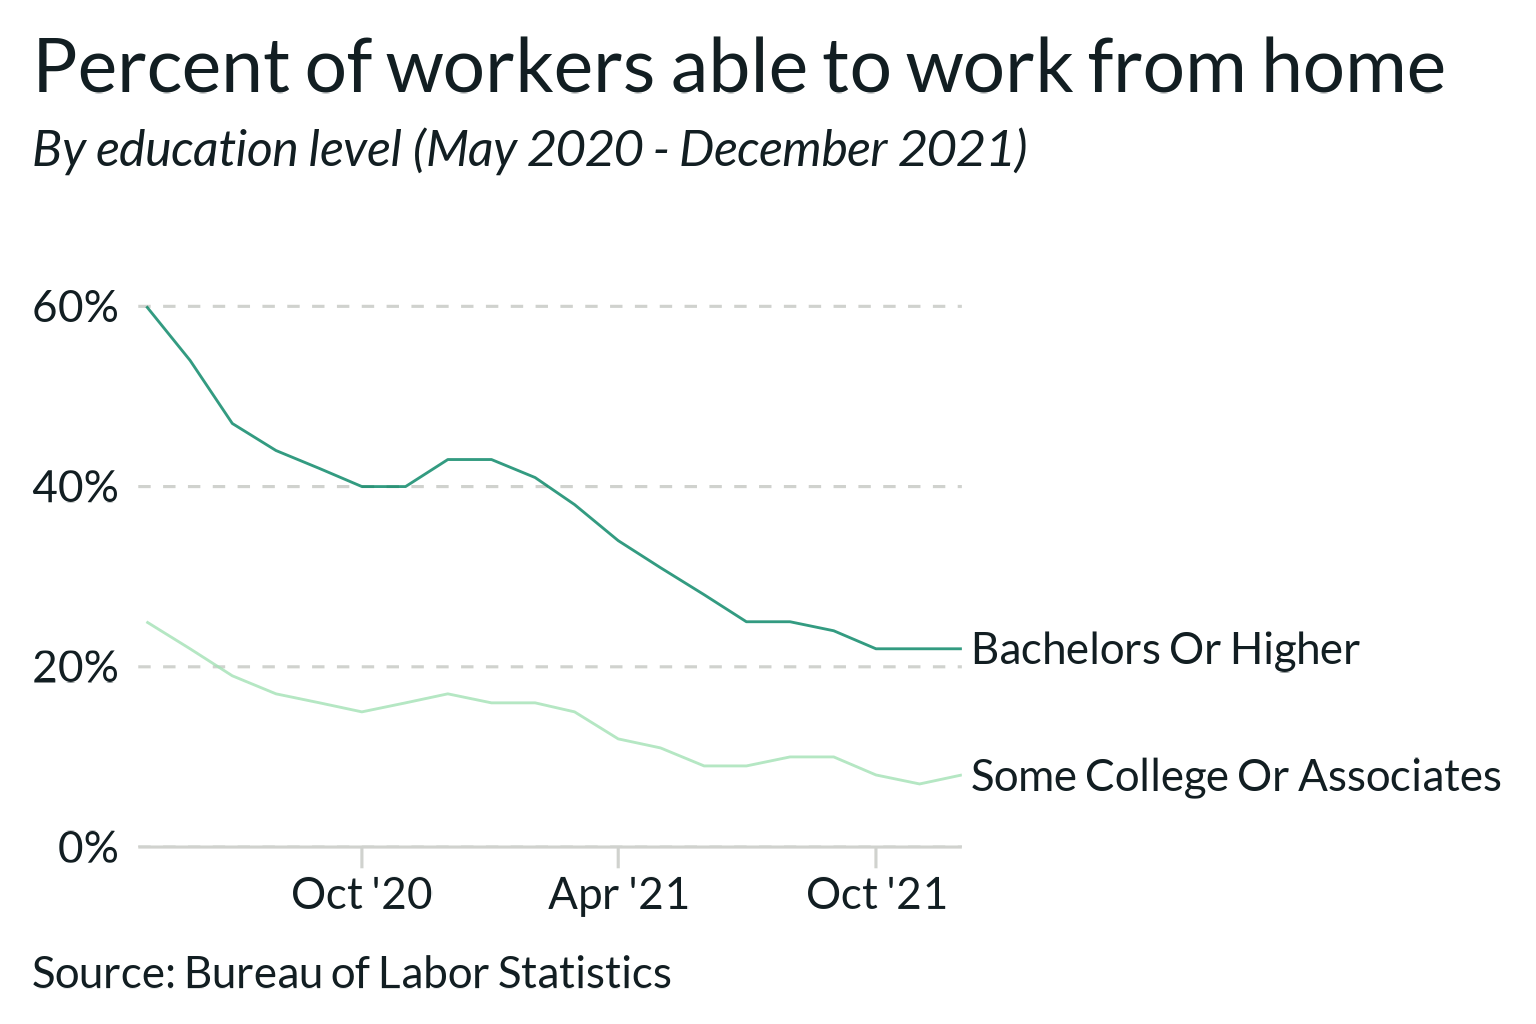 Percent of workers able to work from home
By education level (May 2020 - December 2021)
60%
40%
20%
0%
Bachelors Or Higher
Some College Or Associates
Oct '20
Apr '21
Oct '21
Source: Bureau of Labor Statistics